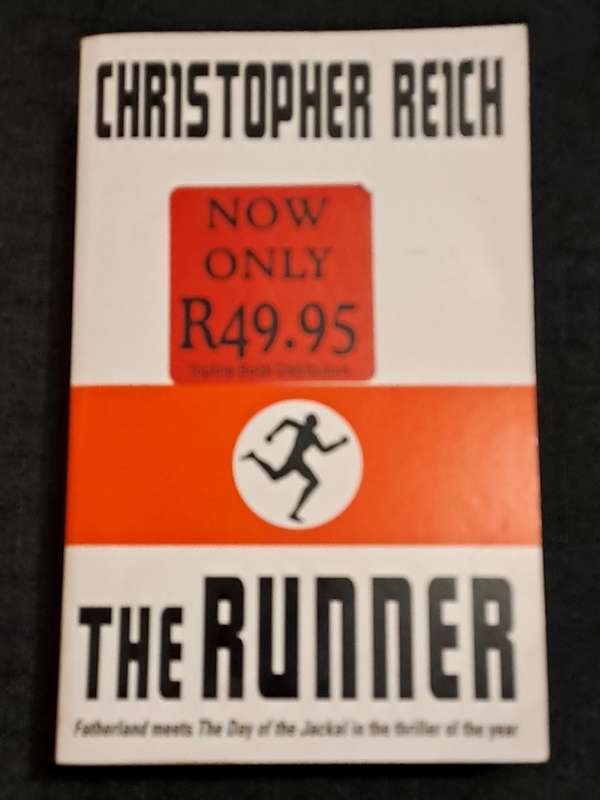 CHRISTOPHER REICH
NOW
ONLY
R49.95
Book
THE RUNNER
Fatherland meets The Day of the Jackal in the thriller of the year